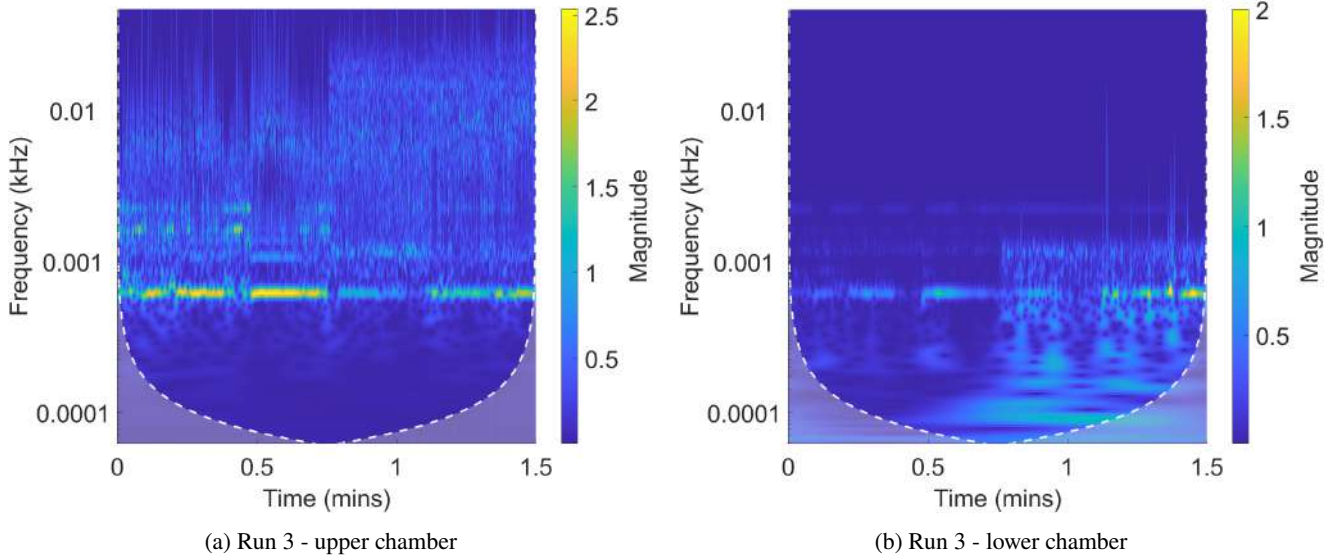 2.5
2
1.5
1
0.5
Magnitude
0.01
0.001
0.0001
Frequency (kHz)
0
0.5
1
1.5
Time (mins)
(a) Run 3 - upper chamber
2
1.5
1
0.5
Magnitude
0.01
0.001
0.0001
Frequency (kHz)
0
0.5
1
1.5
Time (mins)
(b) Run 3 - lower chamber